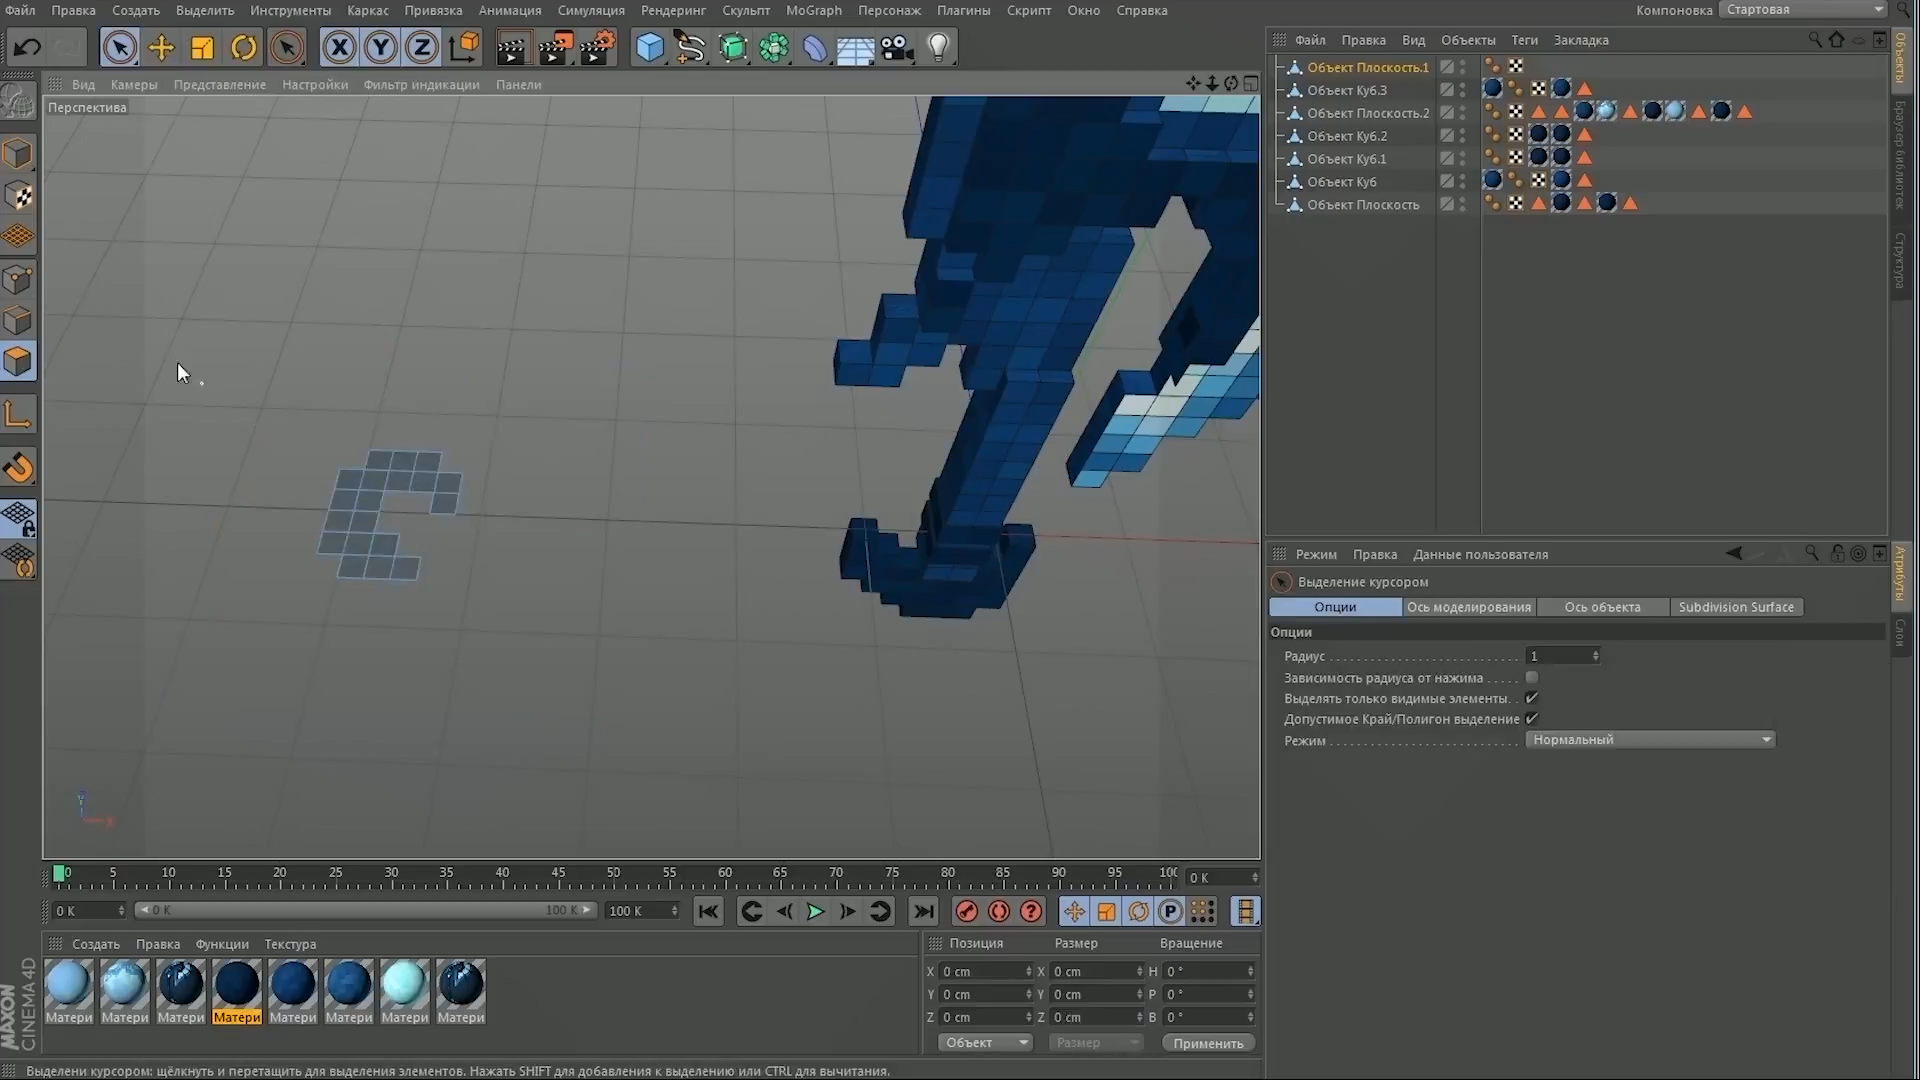 Файл Правка Создать Выделить Инструменты Каркас Привязка Анимация Симуляция Рендеринг Скульпт MoGraph Персонаж Плагины Скрипт Окно Справка Компоновка Стартовая
Вид Камеры Представление Настройки Фильтр индикации Панели
Перспектива
Файл Правка Вид Объекты Теги Закладка
Объект Плоскость.1
Объект Куб.3
Объект Плоскость.2
Объект Куб.2
Объект Куб.1
Объект Куб
Объект Плоскость
Объекты
Браузер библиотек
Структура
Режим Правка Данные пользователя
Выделение курсором
Опции Ось моделирования Ось объекта Subdivision Surface
Опции
Радиус 1
Зависимость радиуса от нажима
Выделять только видимые элементы
Допустимое Край/Полигон выделение
Режим Нормальный
Атрибуты
Слои
0 5 10 15 20 25 30 35 40 45 50 55 60 65 70 75 80 85 90 95 100 0 K
0 K 0 K 100 K 100 K
Создать Правка Функции Текстура
Матери Матери Матери Матери Матери Матери Матери Матери
Позиция Размер Вращение
X 0 cm X 0 cm H 0 °
Y 0 cm Y 0 cm P 0 °
Z 0 cm Z 0 cm B 0 °
Объект Размер Применить
MAXON CINEMA 4D
Выделени курсором: щёлкнуть и перетащить для выделения элементов. Нажать SHIFT для добавления к выделению или CTRL для вычитания.